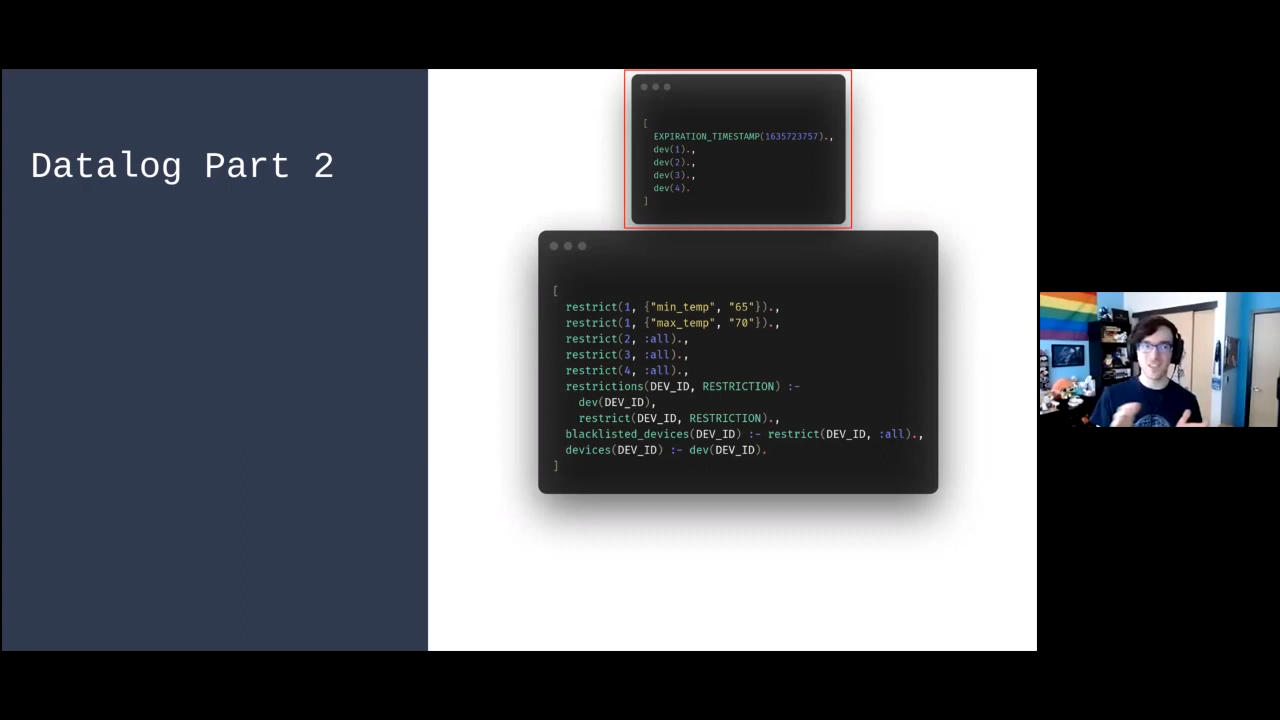 Datalog Part 2
[
EXPIRATION_TIMESTAMP(1635723757).,
dev(1).,
dev(2).,
dev(3).,
dev(4).
]
[
restrict(1, {"min_temp", "65"}).,
restrict(1, {"max_temp", "70"}).,
restrict(2, :all).,
restrict(3, :all).,
restrict(4, :all).,
restrictions(DEV_ID, RESTRICTION) :-
dev(DEV_ID),
restrict(DEV_ID, RESTRICTION).,
blacklisted_devices(DEV_ID) :- restrict(DEV_ID, :all).,
devices(DEV_ID) :- dev(DEV_ID).
]